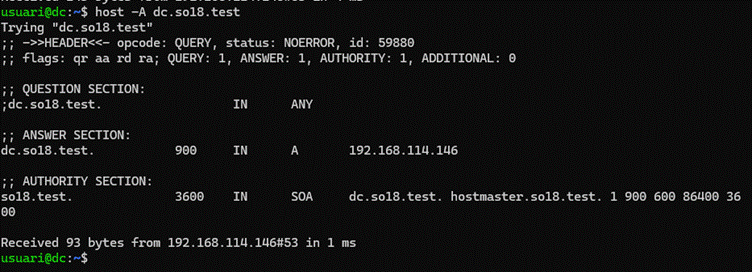 usuari@dc:~$ host -A dc.so18.test
Trying "dc.so18.test"
;; ->>HEADER<<- opcode: QUERY, status: NOERROR, id: 59880
;; flags: qr aa rd ra; QUERY: 1, ANSWER: 1, AUTHORITY: 1, ADDITIONAL: 0
;; QUESTION SECTION:
;dc.so18.test. IN ANY
;; ANSWER SECTION:
dc.so18.test. 900 IN A 192.168.114.146
;; AUTHORITY SECTION:
so18.test. 3600 IN SOA dc.so18.test. hostmaster.so18.test. 1 900 600 86400 36
00
Received 93 bytes from 192.168.114.146#53 in 1 ms
usuari@dc:~$